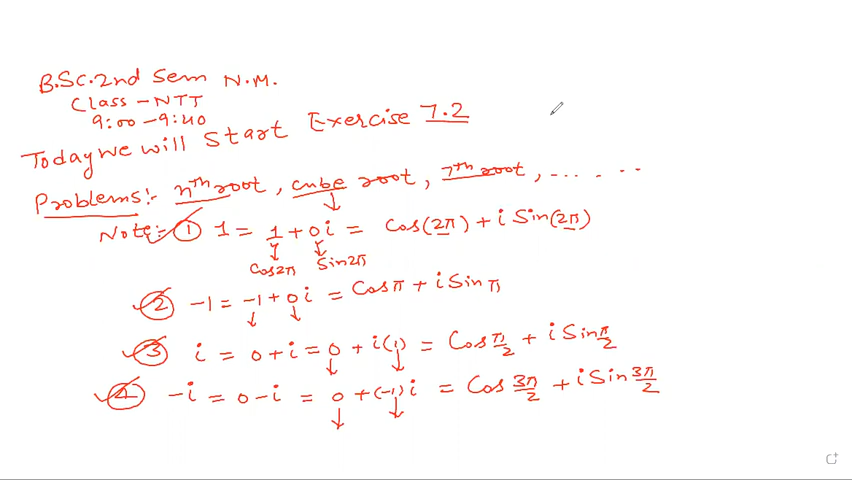 B.Sc. 2nd Sem N.M.
Class - NTT
9:00 - 9:40
Today we will Start Exercise 7.2
Problems:- nth root, cube root, 7th root, ... . . .
Note:- ① 1 = 1 + 0i = Cos(2π) + i Sin(2π)
Cos2π Sin2π
② -1 = -1 + 0i = Cosπ + i Sinπ
③ i = 0 + i = 0 + i(1) = Cos π/2 + i Sin π/2
④ -i = 0 - i = 0 + (-1)i = Cos 3π/2 + i Sin 3π/2